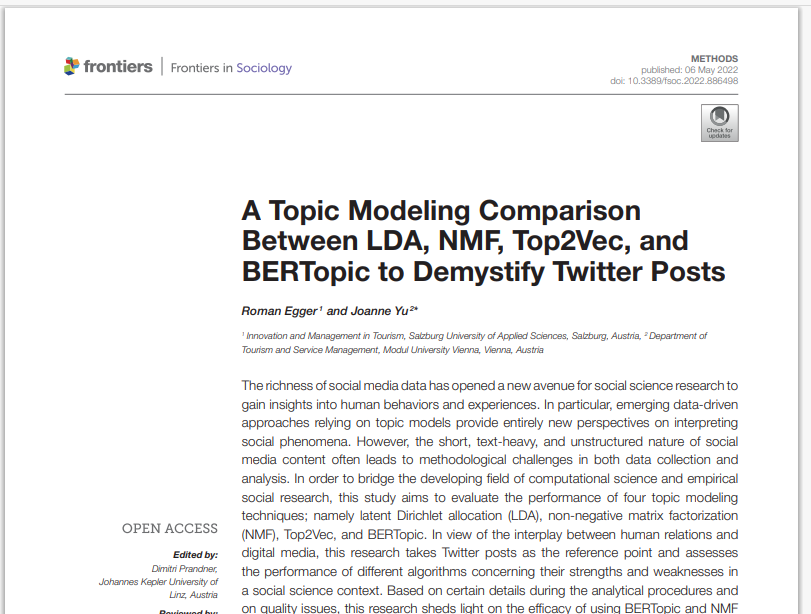 frontiers | Frontiers in Sociology
METHODS
published: 06 May 2022
doi: 10.3389/fsoc.2022.886498
Check for
updates
A Topic Modeling Comparison
Between LDA, NMF, Top2Vec, and
BERTopic to Demystify Twitter Posts
Roman Egger¹ and Joanne Yu²*
¹ Innovation and Management in Tourism, Salzburg University of Applied Sciences, Salzburg, Austria, ² Department of
Tourism and Service Management, Modul University Vienna, Vienna, Austria
The richness of social media data has opened a new avenue for social science research to
gain insights into human behaviors and experiences. In particular, emerging data-driven
approaches relying on topic models provide entirely new perspectives on interpreting
social phenomena. However, the short, text-heavy, and unstructured nature of social
media content often leads to methodological challenges in both data collection and
analysis. In order to bridge the developing field of computational science and empirical
social research, this study aims to evaluate the performance of four topic modeling
techniques; namely latent Dirichlet allocation (LDA), non-negative matrix factorization
(NMF), Top2Vec, and BERTopic. In view of the interplay between human relations and
digital media, this research takes Twitter posts as the reference point and assesses
the performance of different algorithms concerning their strengths and weaknesses in
a social science context. Based on certain details during the analytical procedures and
on quality issues, this research sheds light on the efficacy of using BERTopic and NMF
OPEN ACCESS
Edited by:
Dimitri Prandner,
Johannes Kepler University of
Linz, Austria
Reviewed by: